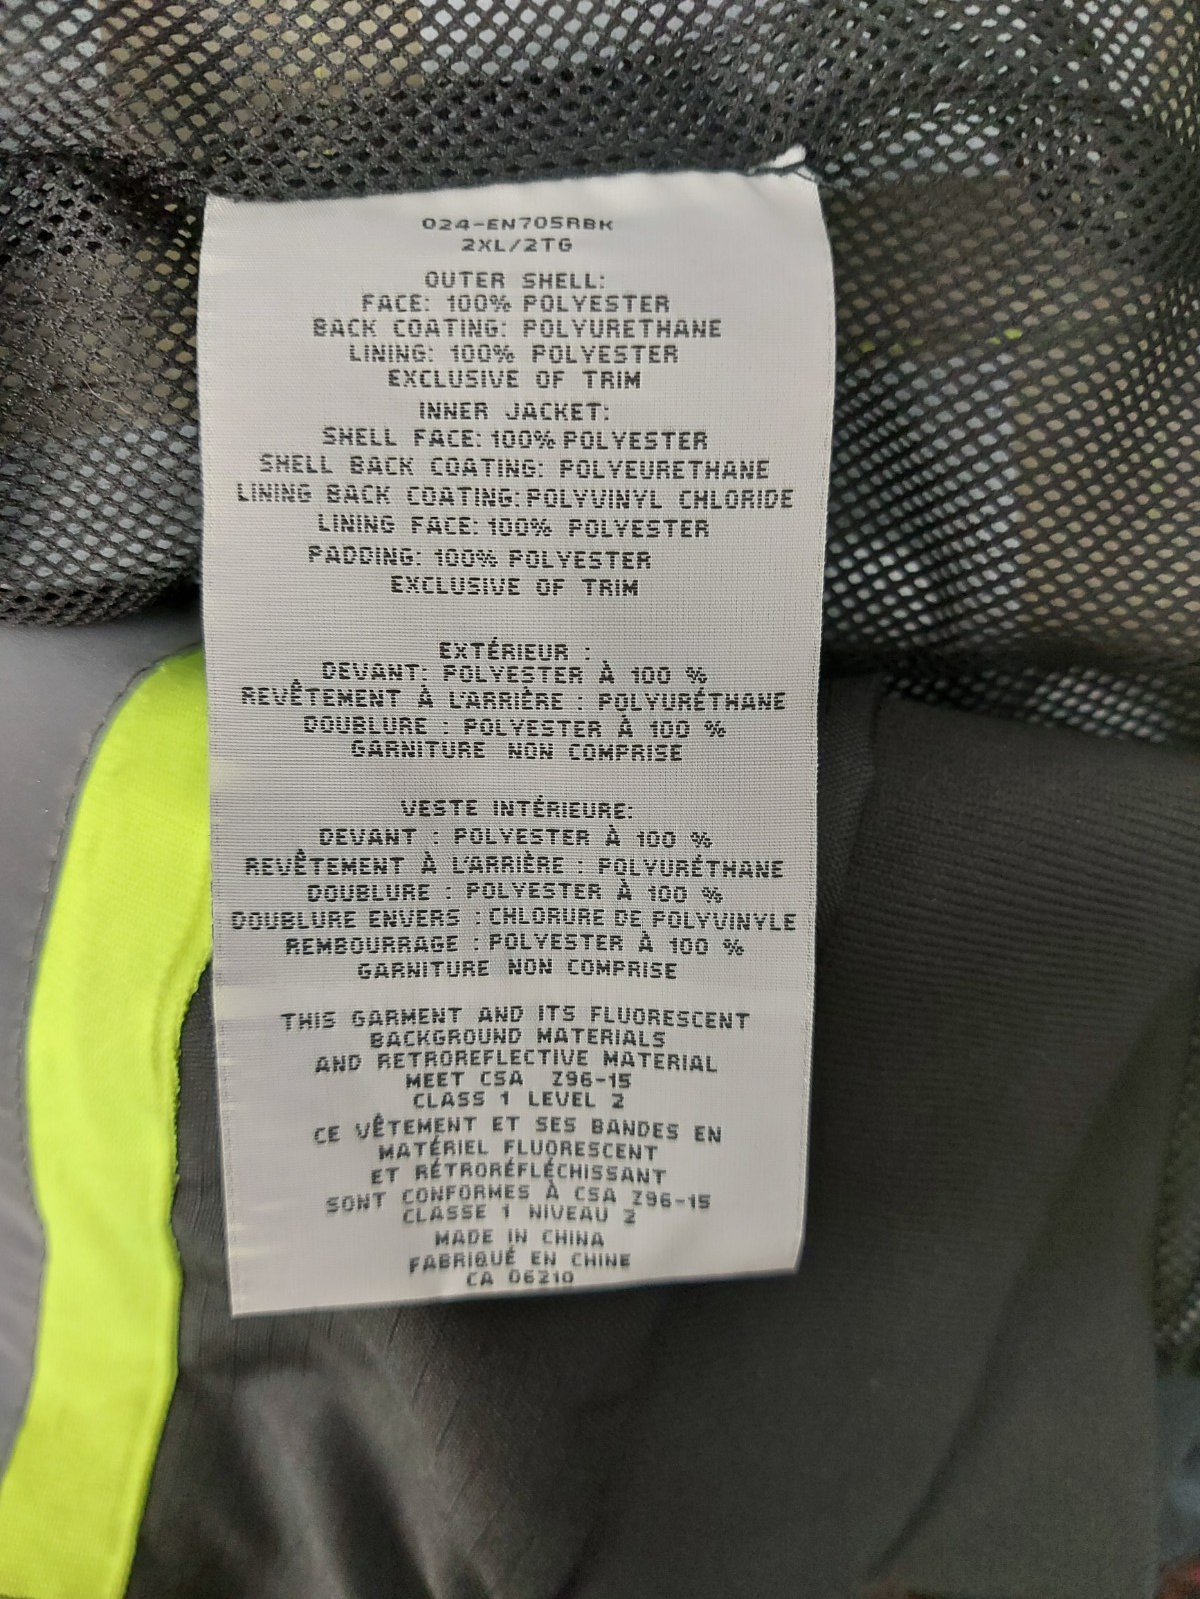 024-EN705RBK
2XL/2TG
OUTER SHELL:
FACE: 100% POLYESTER
BACK COATING: POLYURETHANE
LINING: 100% POLYESTER
EXCLUSIVE OF TRIM
INNER JACKET:
SHELL FACE: 100% POLYESTER
SHELL BACK COATING: POLYEURETHANE
LINING BACK COATING: POLYVINYL CHLORIDE
LINING FACE: 100% POLYESTER
PADDING: 100% POLYESTER
EXCLUSIVE OF TRIM
EXTÉRIEUR :
DEVANT: POLYESTER À 100 %
REVÊTEMENT À L'ARRIÈRE : POLYURÉTHANE
DOUBLURE : POLYESTER À 100 %
GARNITURE NON COMPRISE
VESTE INTÉRIEURE:
DEVANT : POLYESTER À 100 %
REVÊTEMENT À L'ARRIÈRE : POLYURÉTHANE
DOUBLURE : POLYESTER À 100 %
DOUBLURE ENVERS : CHLORURE DE POLYVINYLE
REMBOURRAGE : POLYESTER À 100 %
GARNITURE NON COMPRISE
THIS GARMENT AND ITS FLUORESCENT
BACKGROUND MATERIALS
AND RETROREFLECTIVE MATERIAL
MEET CSA Z96-15
CLASS 1 LEVEL 2
CE VÊTEMENT ET SES BANDES EN
MATÉRIEL FLUORESCENT
ET RÉTRORÉFLÉCHISSANT
SONT CONFORMES À CSA Z96-15
CLASSE 1 NIVEAU 2
MADE IN CHINA
FABRIQUÉ EN CHINE
CA 06210